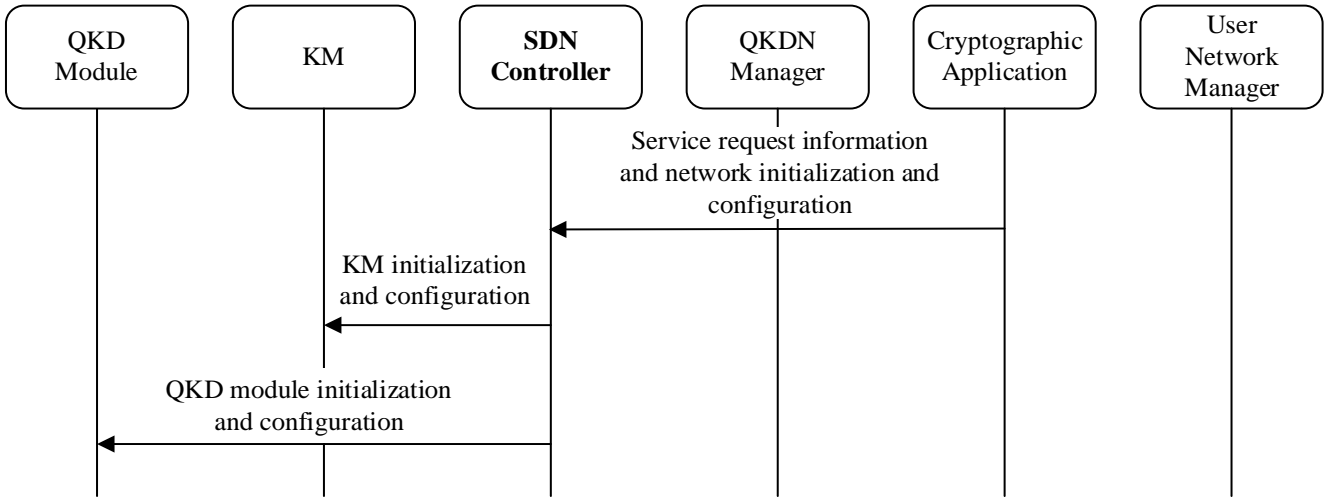 QKD
Module
KM
SDN
Controller
QKDN
Manager
Cryptographic
Application
User
Network
Manager
Service request information
and network initialization and
configuration
KM initialization
and configuration
QKD module initialization
and configuration